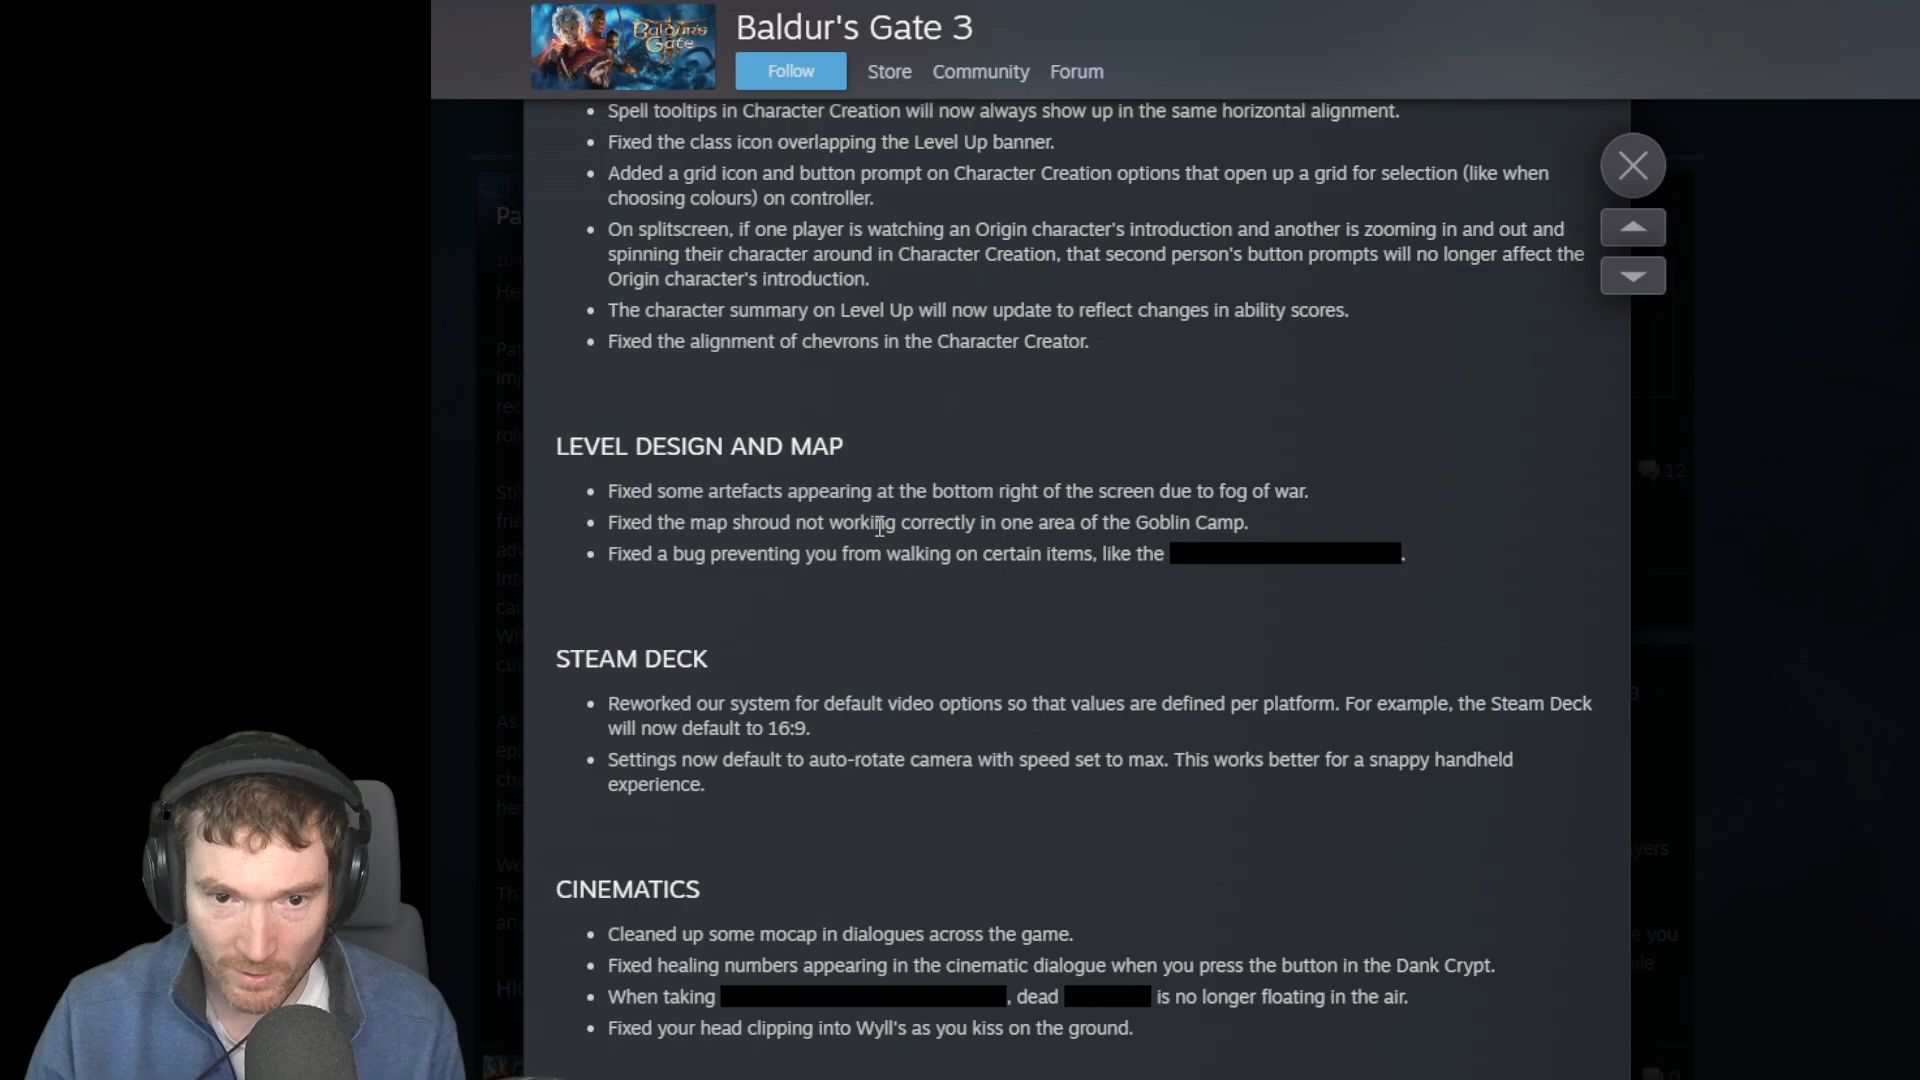 Baldur's Gate
Baldur's Gate 3
Follow Store Community Forum
Spell tooltips in Character Creation will now always show up in the same horizontal alignment.
Fixed the class icon overlapping the Level Up banner.
Added a grid icon and button prompt on Character Creation options that open up a grid for selection (like when
choosing colours) on controller.
On splitscreen, if one player is watching an Origin character's introduction and another is zooming in and out and
spinning their character around in Character Creation, that second person's button prompts will no longer affect the
Origin character's introduction.
The character summary on Level Up will now update to reflect changes in ability scores.
Fixed the alignment of chevrons in the Character Creator.
LEVEL DESIGN AND MAP
12
Fixed some artefacts appearing at the bottom right of the screen due to fog of war.
Fixed the map shroud not working correctly in one area of the Goblin Camp.
Fixed a bug preventing you from walking on certain items, like the .
STEAM DECK
Reworked our system for default video options so that values are defined per platform. For example, the Steam Deck
will now default to 16:9.
Settings now default to auto-rotate camera with speed set to max. This works better for a snappy handheld
experience.
CINEMATICS
Cleaned up some mocap in dialogues across the game.
Fixed healing numbers appearing in the cinematic dialogue when you press the button in the Dank Crypt.
When taking , dead is no longer floating in the air.
Fixed your head clipping into Wyll's as you kiss on the ground.